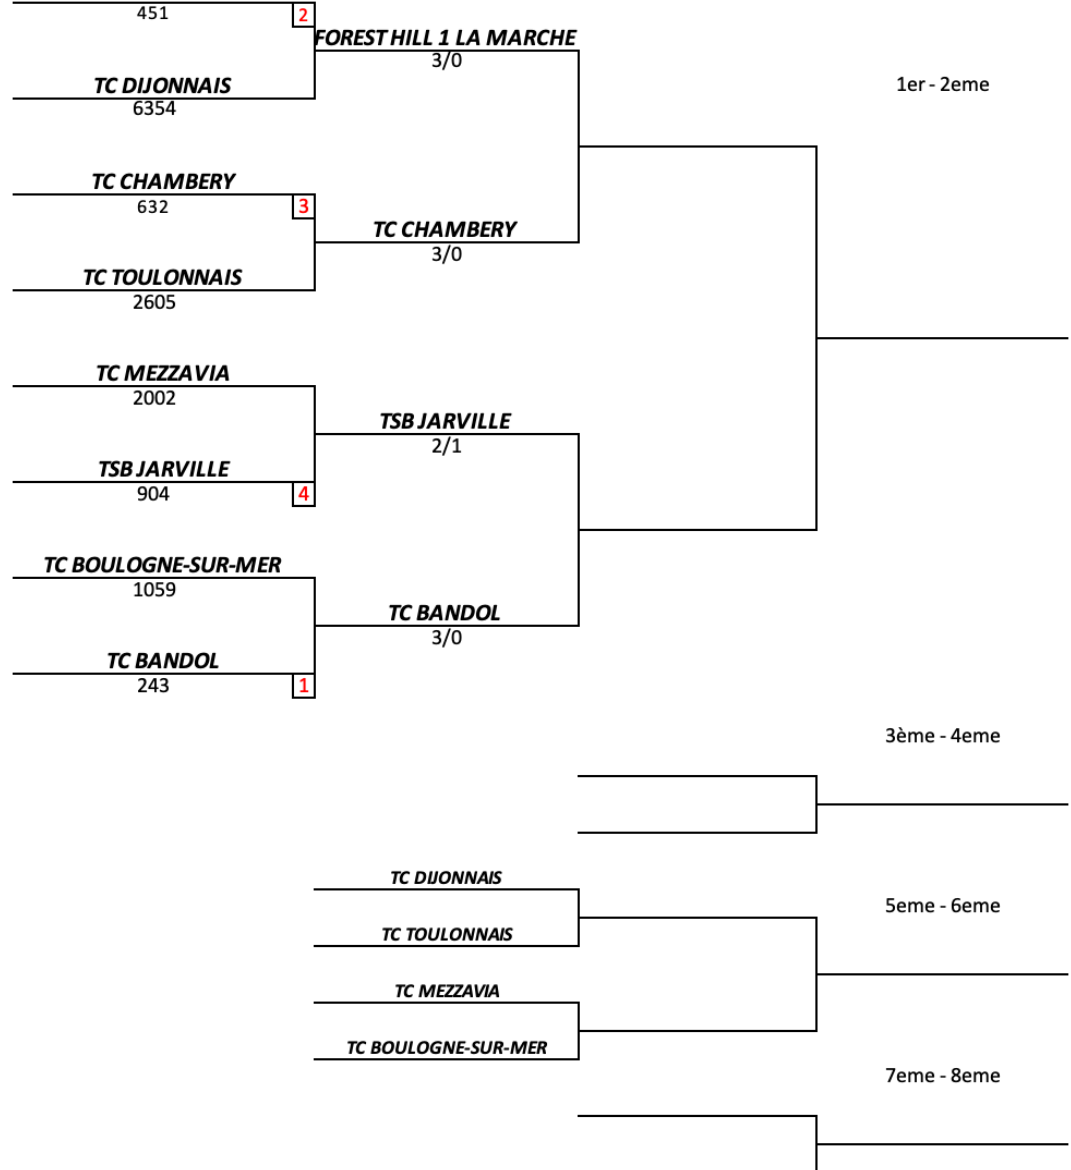 451 2
FOREST HILL 1 LA MARCHE
3/0
1er - 2eme
TC DIJONNAIS
6354
TC CHAMBERY
632 3
TC CHAMBERY
3/0
TC TOULONNAIS
2605
TC MEZZAVIA
2002
TSB JARVILLE
2/1
TSB JARVILLE
904 4
TC BOULOGNE-SUR-MER
1059
TC BANDOL
3/0
TC BANDOL
243 1
3ème - 4eme
TC DIJONNAIS
5eme - 6eme
TC TOULONNAIS
TC MEZZAVIA
TC BOULOGNE-SUR-MER
7eme - 8eme